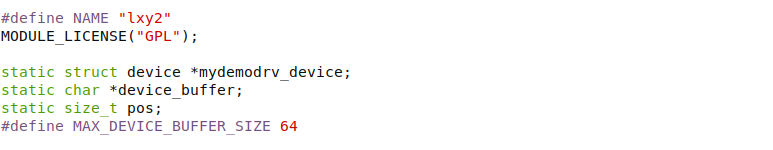 #define NAME "lxy2"
MODULE_LICENSE("GPL");
static struct device *mydemodrv_device;
static char *device_buffer;
static size_t pos;
#define MAX_DEVICE_BUFFER_SIZE 64